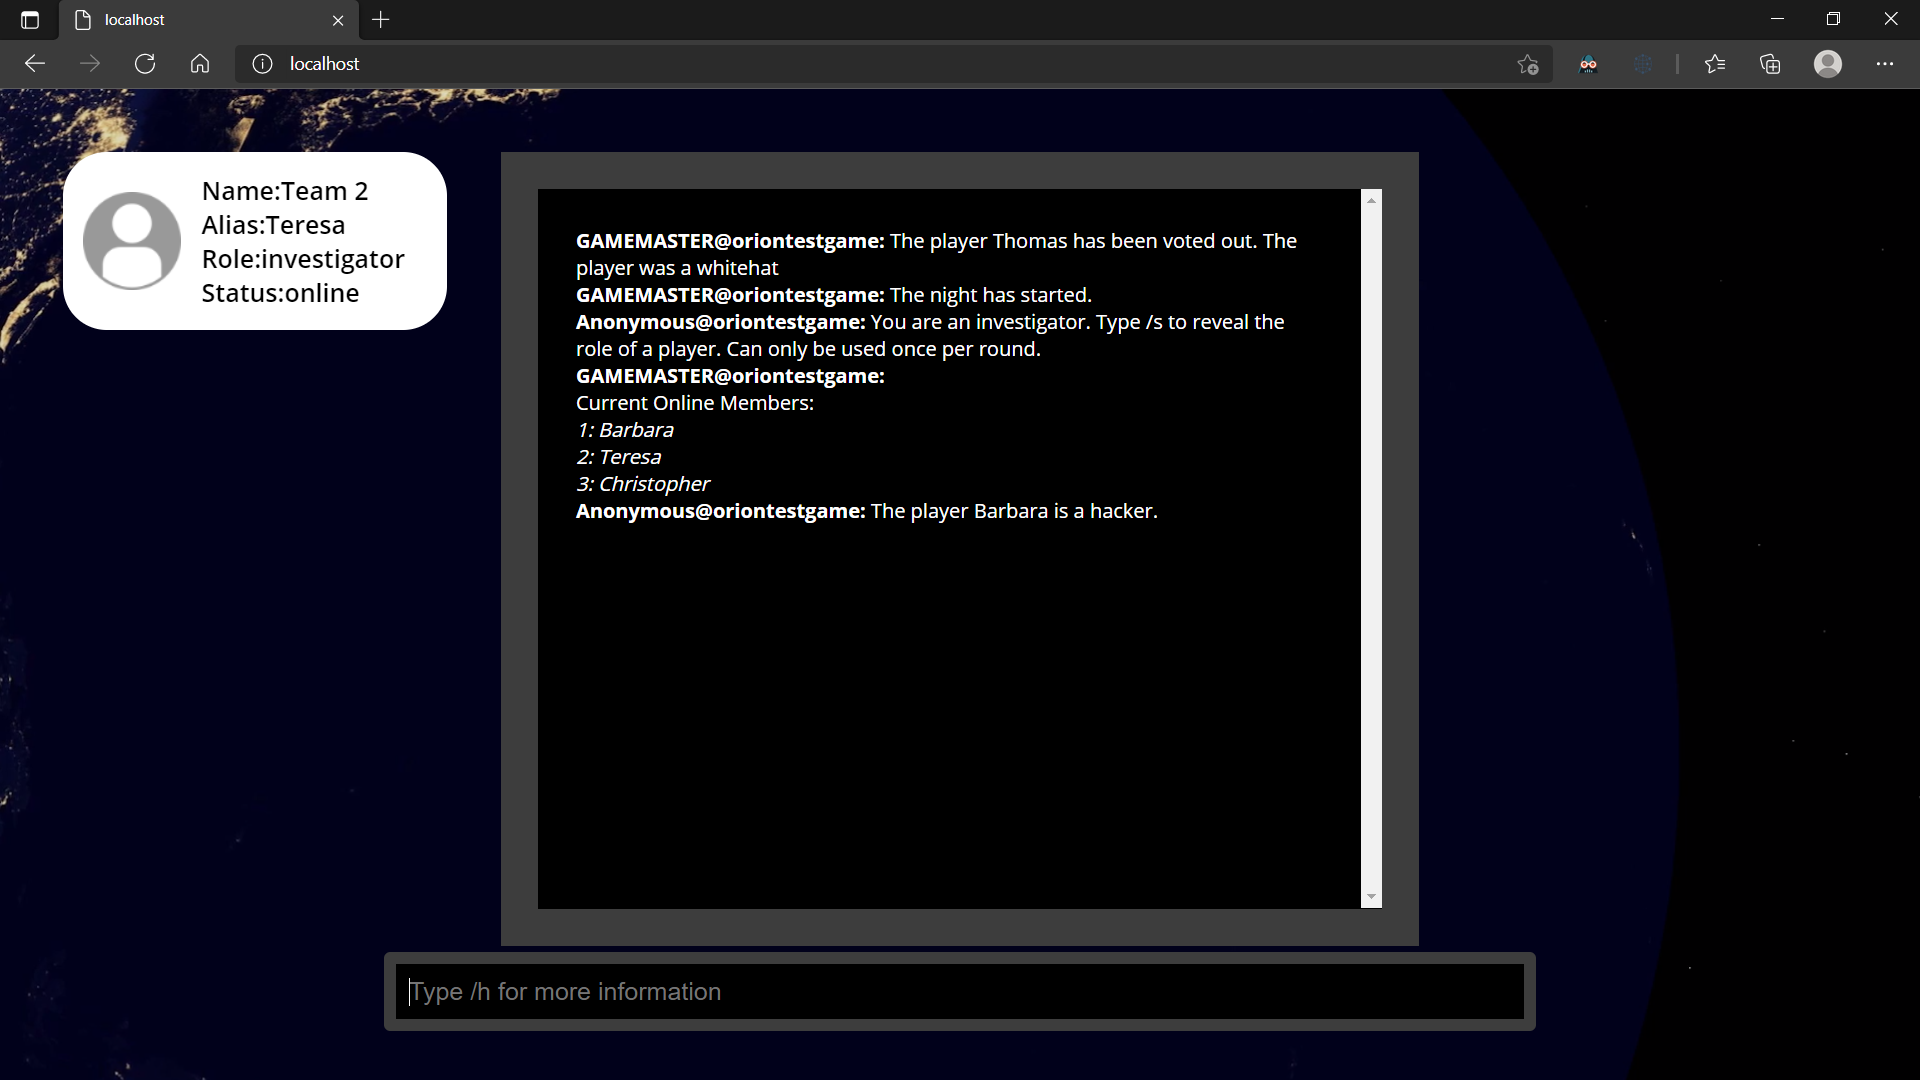 localhost
localhost
Name:Team 2
Alias:Teresa
Role:investigator
Status:online
GAMEMASTER@oriontestgame: The player Thomas has been voted out. The
player was a whitehat
GAMEMASTER@oriontestgame: The night has started.
Anonymous@oriontestgame: You are an investigator. Type /s to reveal the
role of a player. Can only be used once per round.
GAMEMASTER@oriontestgame:
Current Online Members:
1: Barbara
2: Teresa
3: Christopher
Anonymous@oriontestgame: The player Barbara is a hacker.
Type /h for more information